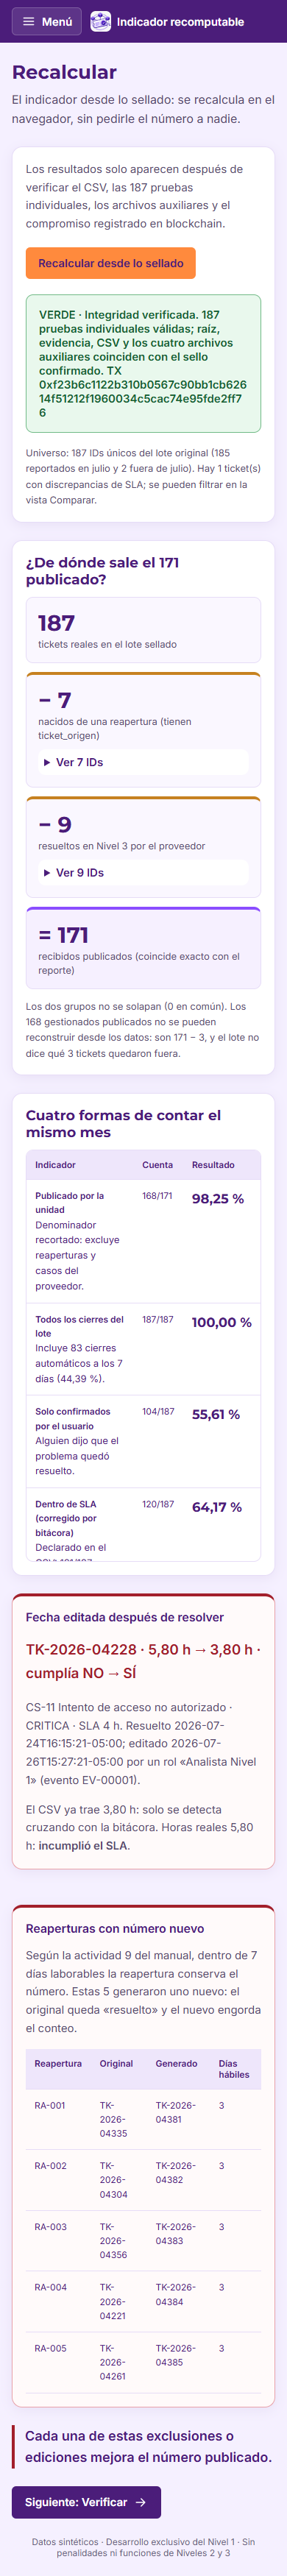 Menú
Indicador recomputable
Recalcular
El indicador desde lo sellado: se recalcula en el
navegador, sin pedirle el número a nadie.
Los resultados solo aparecen después de
verificar el CSV, las 187 pruebas
individuales, los archivos auxiliares y el
compromiso registrado en blockchain.
Recalcular desde lo sellado
VERDE · Integridad verificada. 187
pruebas individuales válidas; raíz,
evidencia, CSV y los cuatro archivos
auxiliares coinciden con el sello
confirmado. TX
0xf23b6c1122b310b0567c90bb1cb626
14f51212f1960034c5cac74e95fde2ff7
6
Universo: 187 IDs únicos del lote original (185
reportados en julio y 2 fuera de julio). Hay 1 ticket(s)
con discrepancias de SLA; se pueden filtrar en la
vista Comparar.
¿De dónde sale el 171
publicado?
187
tickets reales en el lote sellado
− 7
nacidos de una reapertura (tienen
ticket_origen)
Ver 7 IDs
− 9
resueltos en Nivel 3 por el proveedor
Ver 9 IDs
= 171
recibidos publicados (coincide exacto con el
reporte)
Los dos grupos no se solapan (0 en común). Los
168 gestionados publicados no se pueden
reconstruir desde los datos: son 171 − 3, y el lote no
dice qué 3 tickets quedaron fuera.
Cuatro formas de contar el
mismo mes
Indicador Cuenta Resultado
Publicado por la
unidad
Denominador
recortado: excluye
reaperturas y
casos del
proveedor.
168/171
98,25 %
Todos los cierres del
lote
Incluye 83 cierres
automáticos a los 7
días (44,39 %).
187/187
100,00 %
Solo confirmados
por el usuario
Alguien dijo que el
problema quedó
resuelto.
104/187
55,61 %
Dentro de SLA
(corregido por
bitácora)
Declarado en el
120/187
64,17 %
Fecha editada después de resolver
TK-2026-04228 · 5,80 h → 3,80 h ·
cumplía NO → SÍ
CS-11 Intento de acceso no autorizado ·
CRITICA · SLA 4 h. Resuelto 2026-07-
24T16:15:21-05:00; editado 2026-07-
26T15:27:21-05:00 por un rol «Analista Nivel
1» (evento EV-00001).
El CSV ya trae 3,80 h: solo se detecta
cruzando con la bitácora. Horas reales 5,80
h: incumplió el SLA.
Reaperturas con número nuevo
Según la actividad 9 del manual, dentro de 7
días laborables la reapertura conserva el
número. Estas 5 generaron uno nuevo: el
original queda «resuelto» y el nuevo engorda
el conteo.
Reapertura Original Generado Días
hábiles
RA-001 TK-2026-04335 TK-2026-04381 3
RA-002 TK-2026-04304 TK-2026-04382 3
RA-003 TK-2026-04356 TK-2026-04383 3
RA-004 TK-2026-04221 TK-2026-04384 3
RA-005 TK-2026-04261 TK-2026-04385 3
Cada una de estas exclusiones o
ediciones mejora el número publicado.
Siguiente: Verificar →
Datos sintéticos · Desarrollo exclusivo del Nivel 1 · Sin
penalidades ni funciones de Niveles 2 y 3